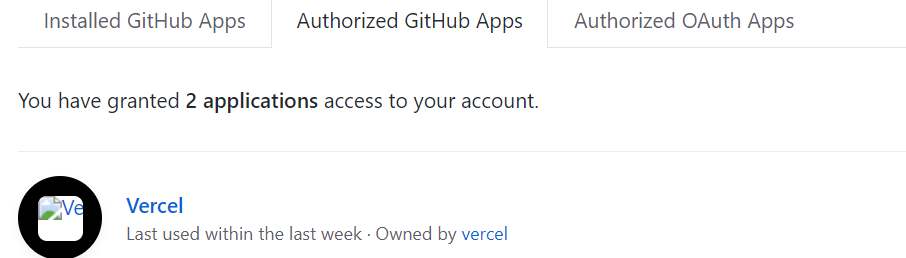 Installed GitHub Apps
Authorized GitHub Apps
Authorized OAuth Apps
You have granted 2 applications access to your account.
Ve
Vercel
Last used within the last week · Owned by vercel